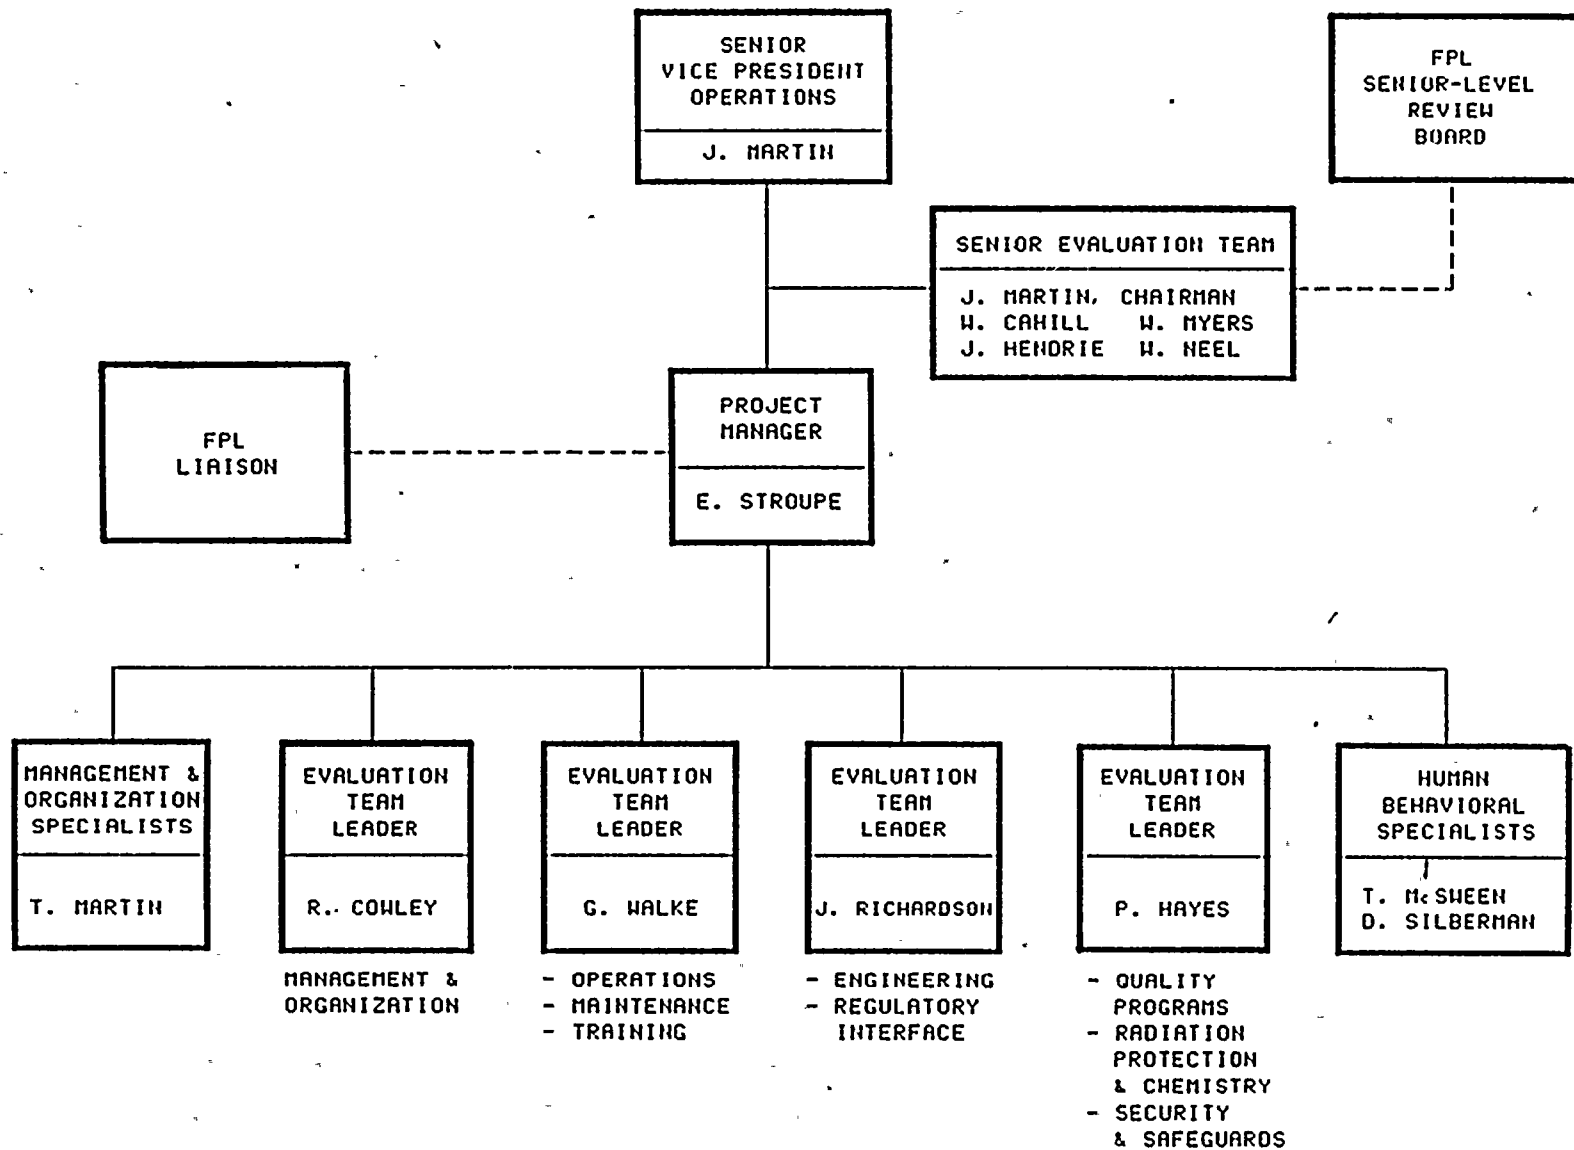 SENIOR
VICE PRESIDENT
OPERATIONS
J. MARTIN
FPL
SENIOR-LEVEL
REVIEW
BOARD
SENIOR EVALUATION TEAM
J. MARTIN, CHAIRMAN
W. CAHILL W. MYERS
J. HENDRIE W. NEEL
FPL
LIAISON
PROJECT
MANAGER
E. STROUPE
MANAGEMENT &
ORGANIZATION
SPECIALISTS
T. MARTIN
EVALUATION
TEAM
LEADER
R. COWLEY
MANAGEMENT &
ORGANIZATION
EVALUATION
TEAM
LEADER
G. WALKE
- OPERATIONS
- MAINTENANCE
- TRAINING
EVALUATION
TEAM
LEADER
J. RICHARDSON
- ENGINEERING
- REGULATORY
INTERFACE
EVALUATION
TEAM
LEADER
P. HAYES
- QUALITY
PROGRAMS
- RADIATION
PROTECTION
& CHEMISTRY
- SECURITY
& SAFEGUARDS
HUMAN
BEHAVIORAL
SPECIALISTS
T. McSWEEN
D. SILBERMAN